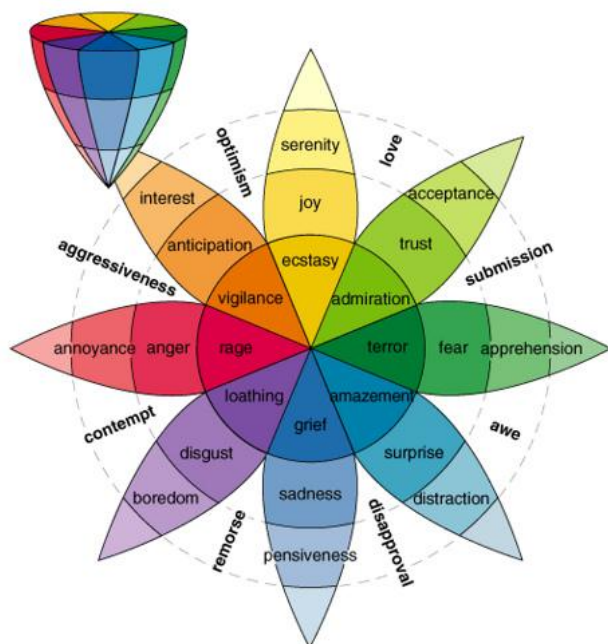 serenity
optimism
love
interest
acceptance
joy
anticipation
trust
aggressiveness
submission
ecstasy
vigilance
admiration
annoyance
anger
rage
terror
fear
apprehension
loathing
amazement
contempt
grief
awe
disgust
surprise
boredom
sadness
distraction
remorse
disapproval
pensiveness